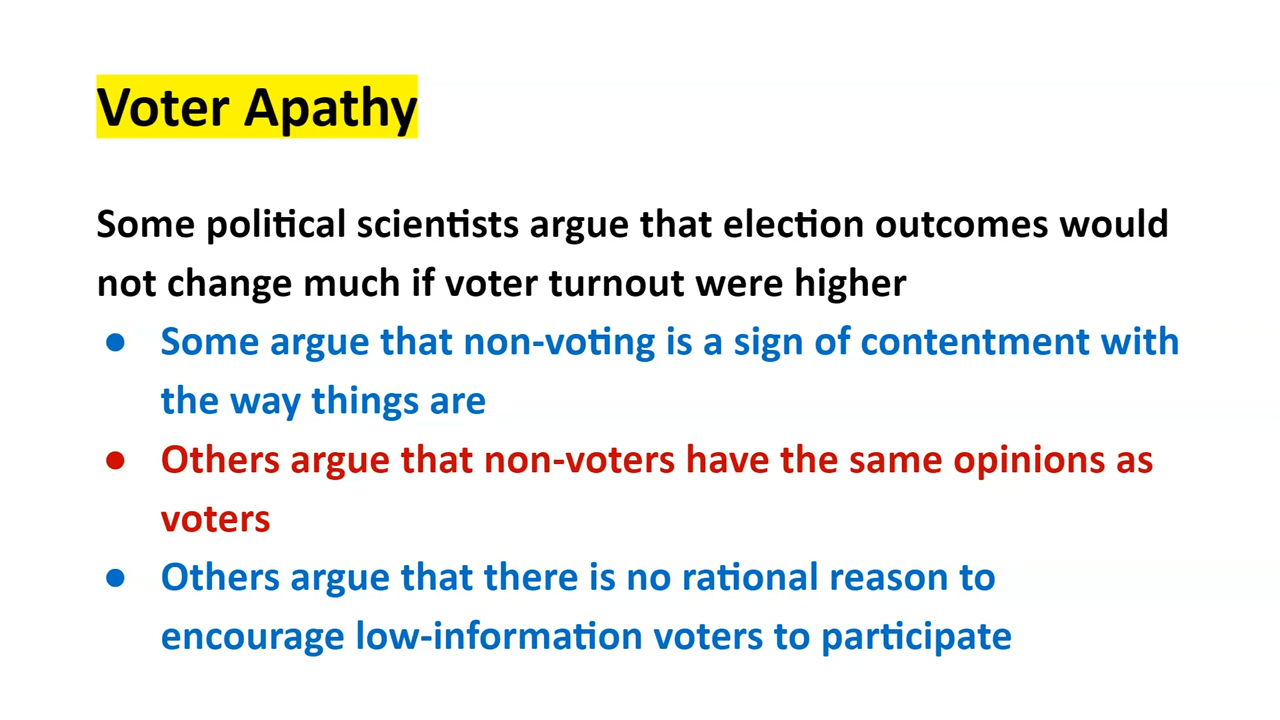 Voter Apathy
Some political scientists argue that election outcomes would
not change much if voter turnout were higher
● Some argue that non-voting is a sign of contentment with
the way things are
● Others argue that non-voters have the same opinions as
voters
● Others argue that there is no rational reason to
encourage low-information voters to participate